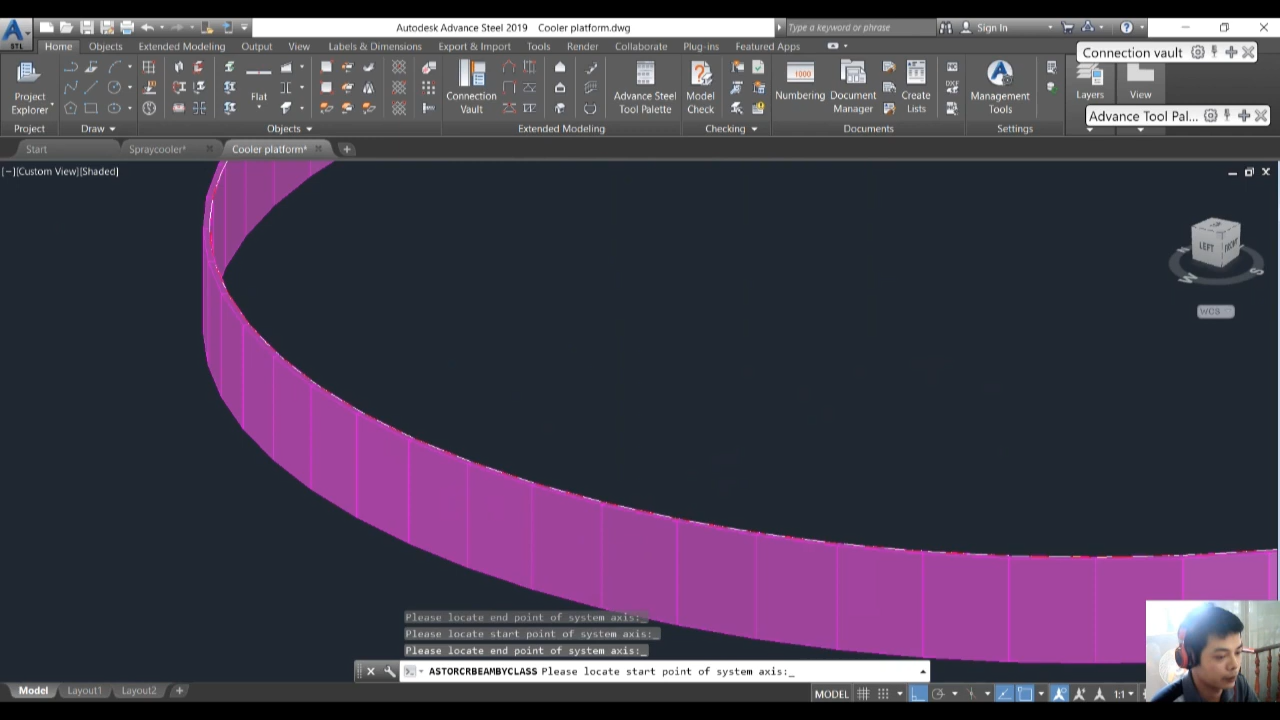 Autodesk Advance Steel 2019 Cooler platform.dwg
Type a keyword or phrase
Sign In
STL
Home Objects Extended Modeling Output View Labels & Dimensions Export & Import Tools Render Collaborate Plug-ins Featured Apps
Connection vault
Project Explorer
Flat
Connection Vault
Advance Steel Tool Palette
Model Check
1000
Numbering
Document Manager
DXF
Create Lists
Management Tools
Layers
View
Advance Tool Pal...
Project Draw Objects Extended Modeling Checking Documents Settings
Start Spraycooler* Cooler platform* +
[−][Custom View][Shaded]
LEFT FRONT
W S
WCS
Please locate end point of system axis:_
Please locate start point of system axis:_
Please locate end point of system axis:_
ASTORCRBEAMBYCLASS Please locate start point of system axis:_
Model Layout1 Layout2 +
MODEL 1:1